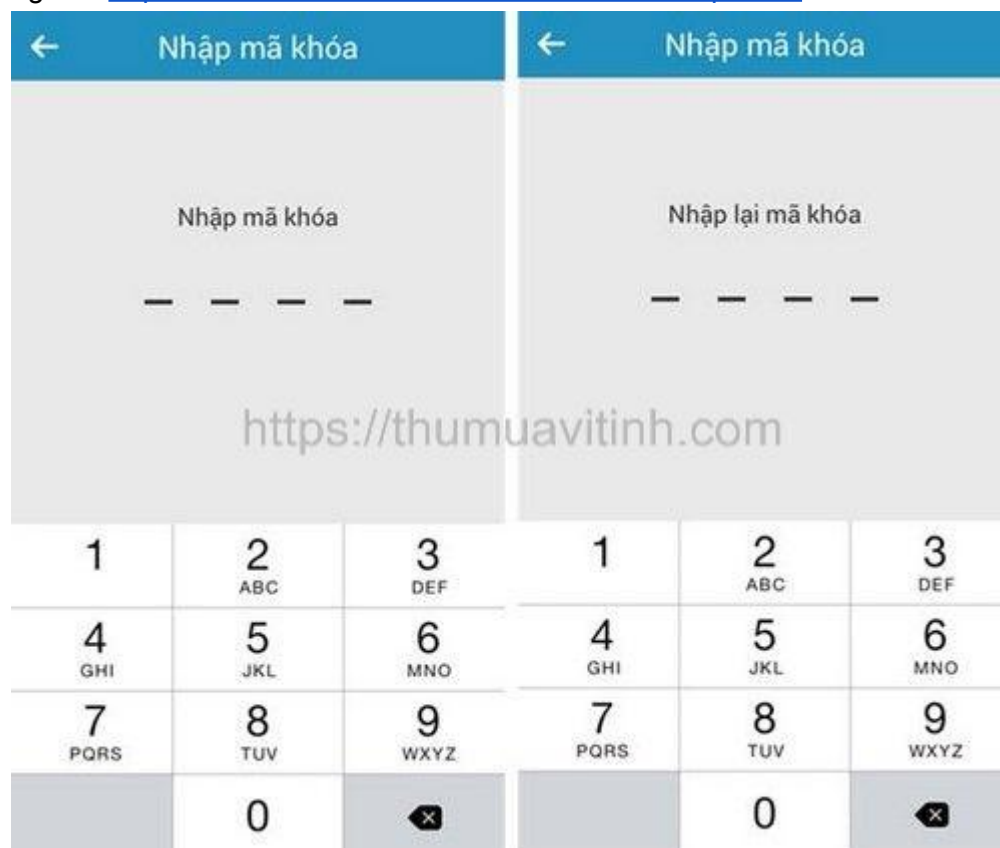 Nhập mã khóa
Nhập mã khóa
https://thumuavitinh.com
1 2 3
ABC DEF
4 5 6
GHI JKL MNO
7 8 9
PQRS TUV WXYZ
0
Nhập mã khóa
Nhập lại mã khóa
1 2 3
ABC DEF
4 5 6
GHI JKL MNO
7 8 9
PQRS TUV WXYZ
0